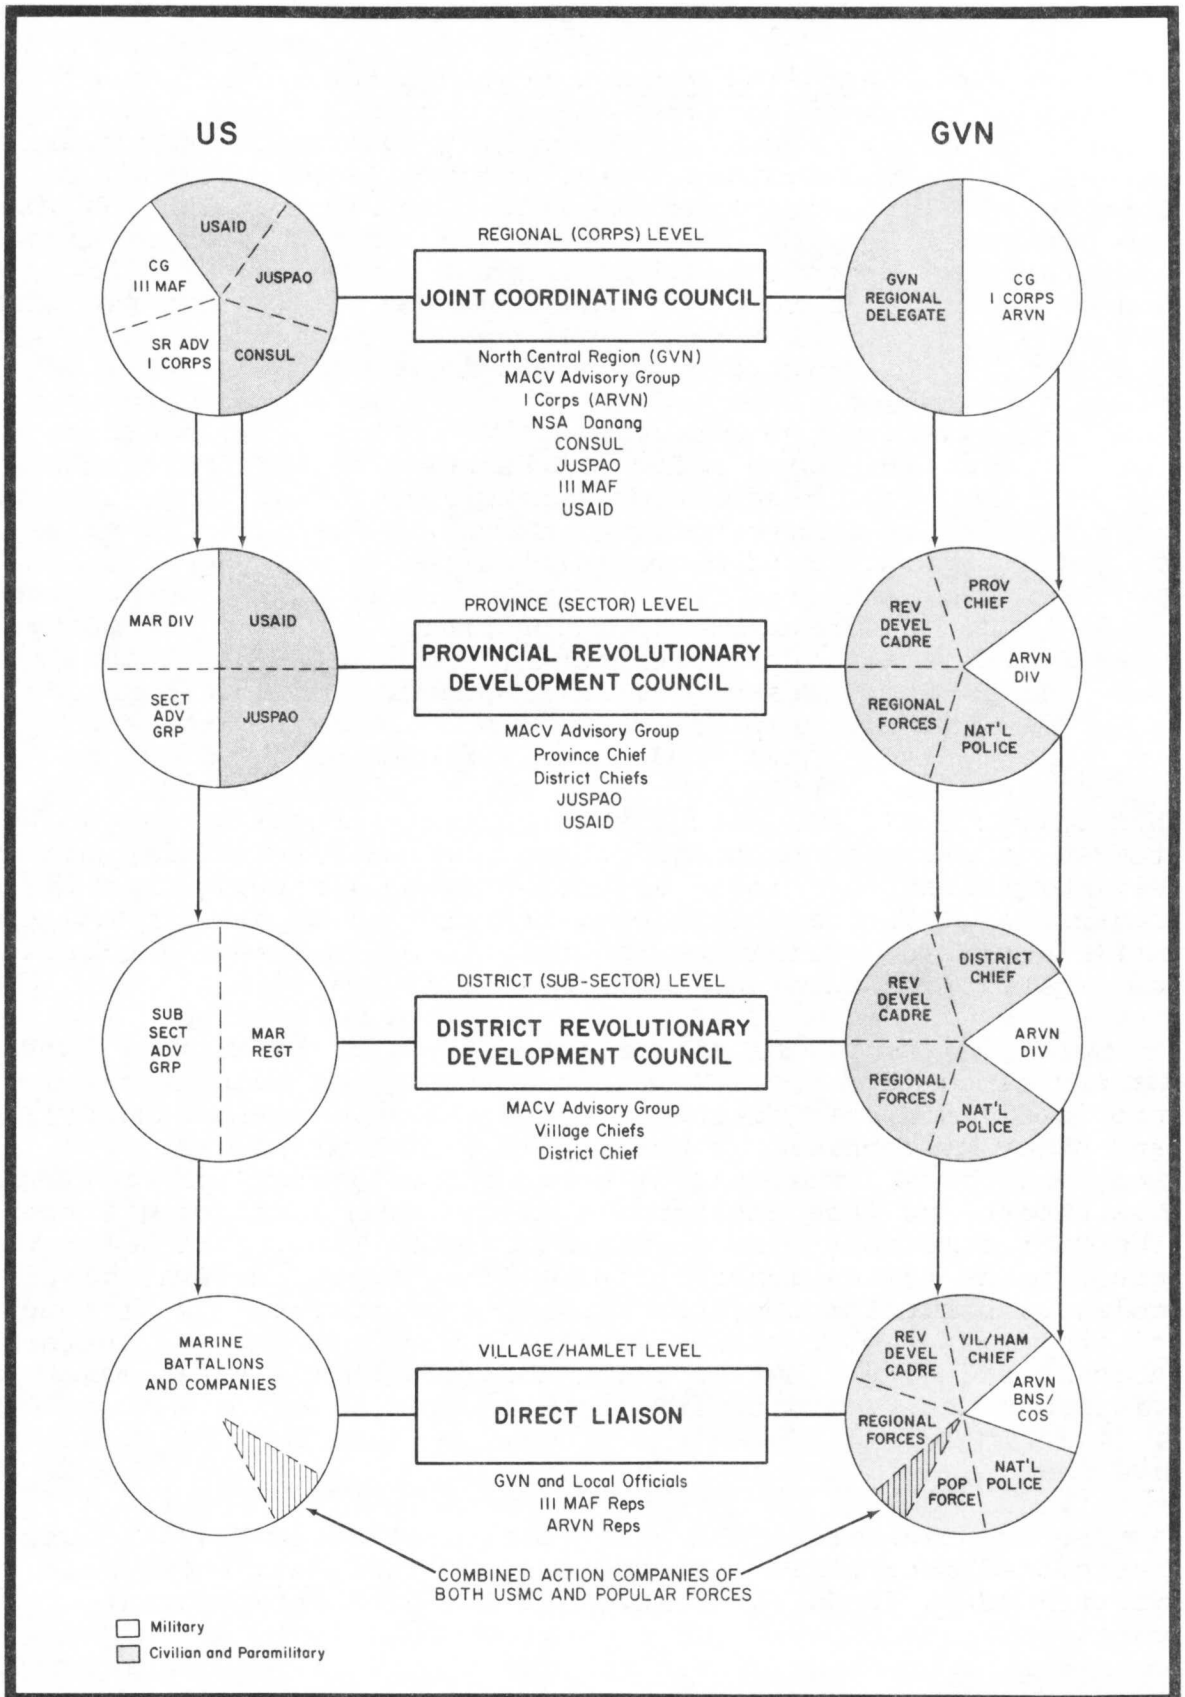 US
GVN
USAID
JUSPAO
CG
III MAF
SR ADV
I CORPS
CONSUL
REGIONAL (CORPS) LEVEL
JOINT COORDINATING COUNCIL
North Central Region (GVN)
MACV Advisory Group
I Corps (ARVN)
NSA Danang
CONSUL
JUSPAO
III MAF
USAID
GVN
REGIONAL
DELEGATE
CG
I CORPS
ARVN
MAR DIV
USAID
SECT
ADV
GRP
JUSPAO
PROVINCE (SECTOR) LEVEL
PROVINCIAL REVOLUTIONARY
DEVELOPMENT COUNCIL
MACV Advisory Group
Province Chief
District Chiefs
JUSPAO
USAID
REV
DEVEL
CADRE
PROV
CHIEF
ARVN
DIV
REGIONAL
FORCES
NAT'L
POLICE
SUB
SECT
ADV
GRP
MAR
REGT
DISTRICT (SUB-SECTOR) LEVEL
DISTRICT REVOLUTIONARY
DEVELOPMENT COUNCIL
MACV Advisory Group
Village Chiefs
District Chief
REV
DEVEL
CADRE
DISTRICT
CHIEF
ARVN
DIV
REGIONAL
FORCES
NAT'L
POLICE
MARINE
BATTALIONS
AND COMPANIES
VILLAGE/HAMLET LEVEL
DIRECT LIAISON
GVN and Local Officials
III MAF Reps
ARVN Reps
REV
DEVEL
CADRE
VIL/HAM
CHIEF
ARVN
BNS/
COS
REGIONAL
FORCES
POP
FORCE
NAT'L
POLICE
COMBINED ACTION COMPANIES OF
BOTH USMC AND POPULAR FORCES
Military
Civilian and Paramilitary